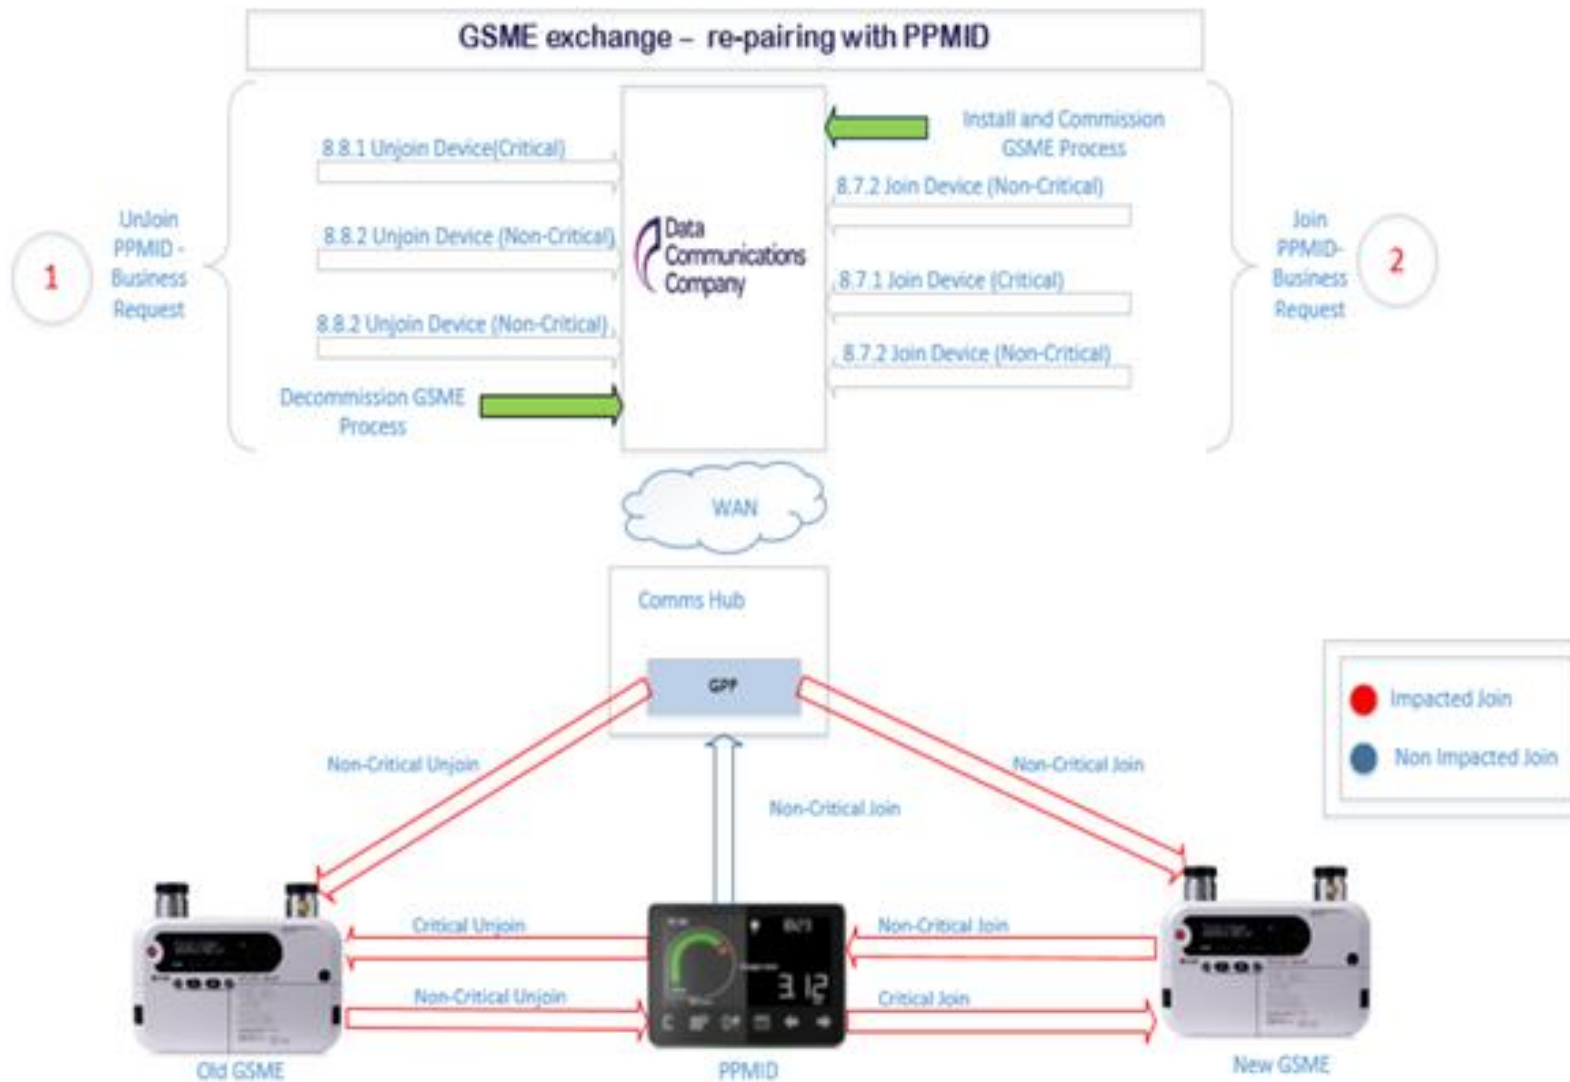 GSME exchange – re-pairing with PPMID
8.8.1 Unjoin Device(Critical)
8.8.2 Unjoin Device (Non-Critical)
8.8.2 Unjoin Device (Non-Critical)
Decommission GSME
Process
1
UnJoin
PPMID -
Business
Request
Data
Communications
Company
Install and Commission
GSME Process
8.7.2 Join Device (Non-Critical)
8.7.1 Join Device (Critical)
8.7.2 Join Device (Non-Critical)
Join
PPMID-
Business
Request
2
WAN
Comms Hub
GPF
Impacted Join
Non Impacted Join
Non-Critical Unjoin
Non-Critical Join
Non-Critical Join
Critical Unjoin
Non-Critical Unjoin
Non-Critical Join
Critical Join
3.12
Old GSME
PPMID
New GSME